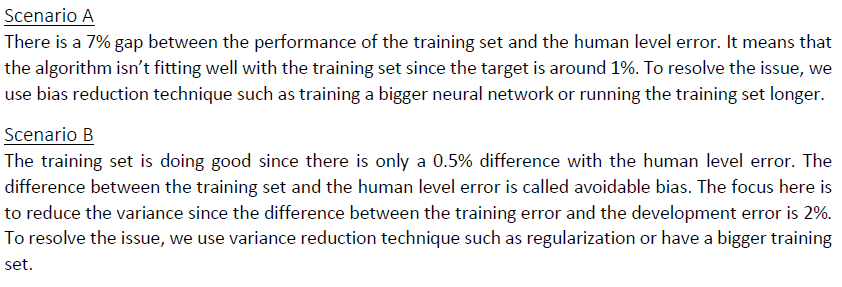 Scenario A
There is a 7% gap between the performance of the training set and the human level error. It means that
the algorithm isn’t fitting well with the training set since the target is around 1%. To resolve the issue, we
use bias reduction technique such as training a bigger neural network or running the training set longer.
Scenario B
The training set is doing good since there is only a 0.5% difference with the human level error. The
difference between the training set and the human level error is called avoidable bias. The focus here is
to reduce the variance since the difference between the training error and the development error is 2%.
To resolve the issue, we use variance reduction technique such as regularization or have a bigger training
set.